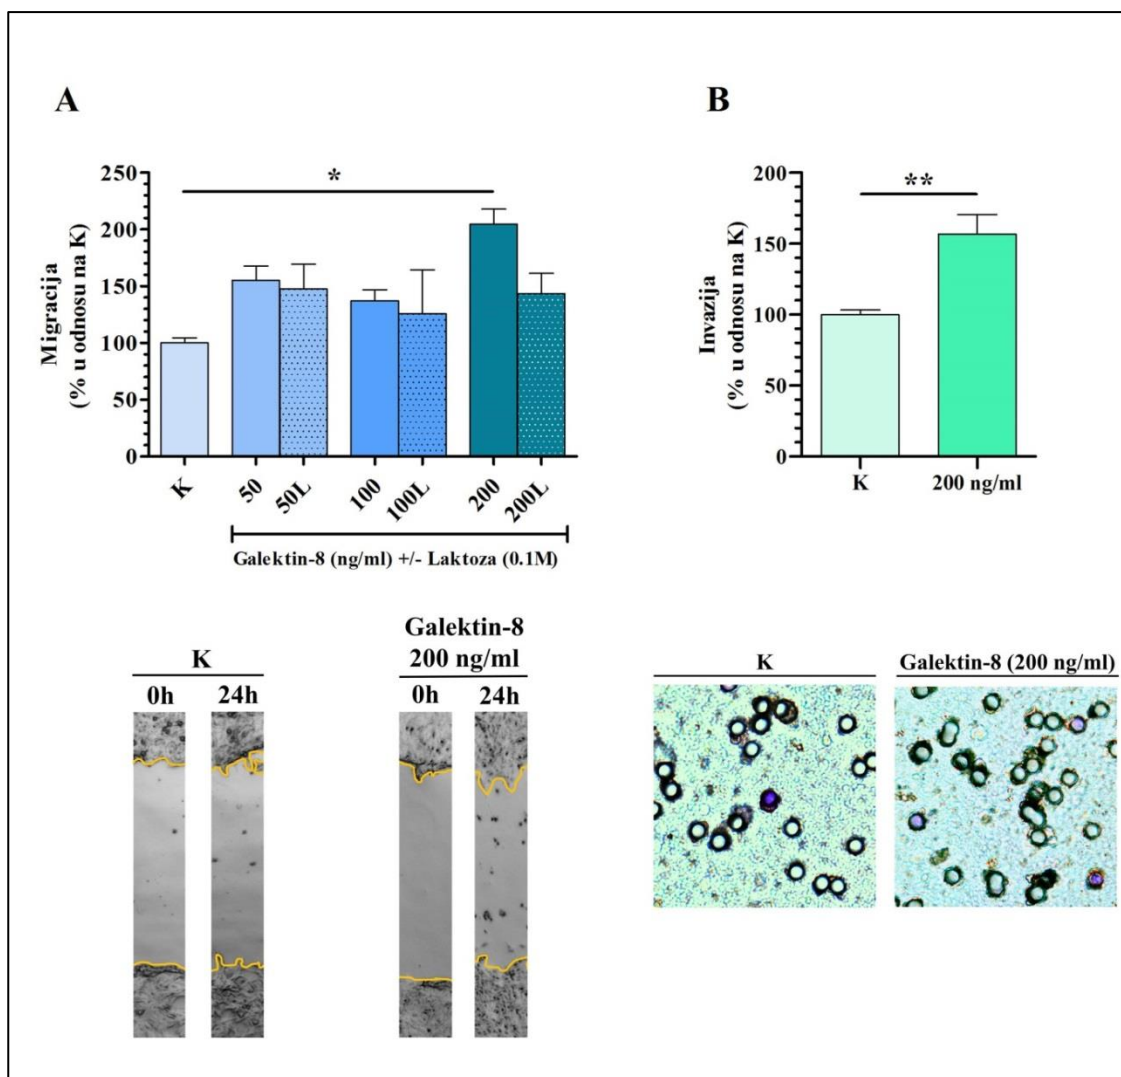 A
*
250
200
150
100
50
0
Migracija
(% u odnosu na K)
K
50
50L
100
100L
200
200L
Galektin-8 (ng/ml) +/- Laktoza (0.1M)
B
**
200
150
100
50
0
Invazija
(% u odnosu na K)
K
200 ng/ml
K
0h
24h
Galektin-8
200 ng/ml
0h
24h
K
Galektin-8 (200 ng/ml)